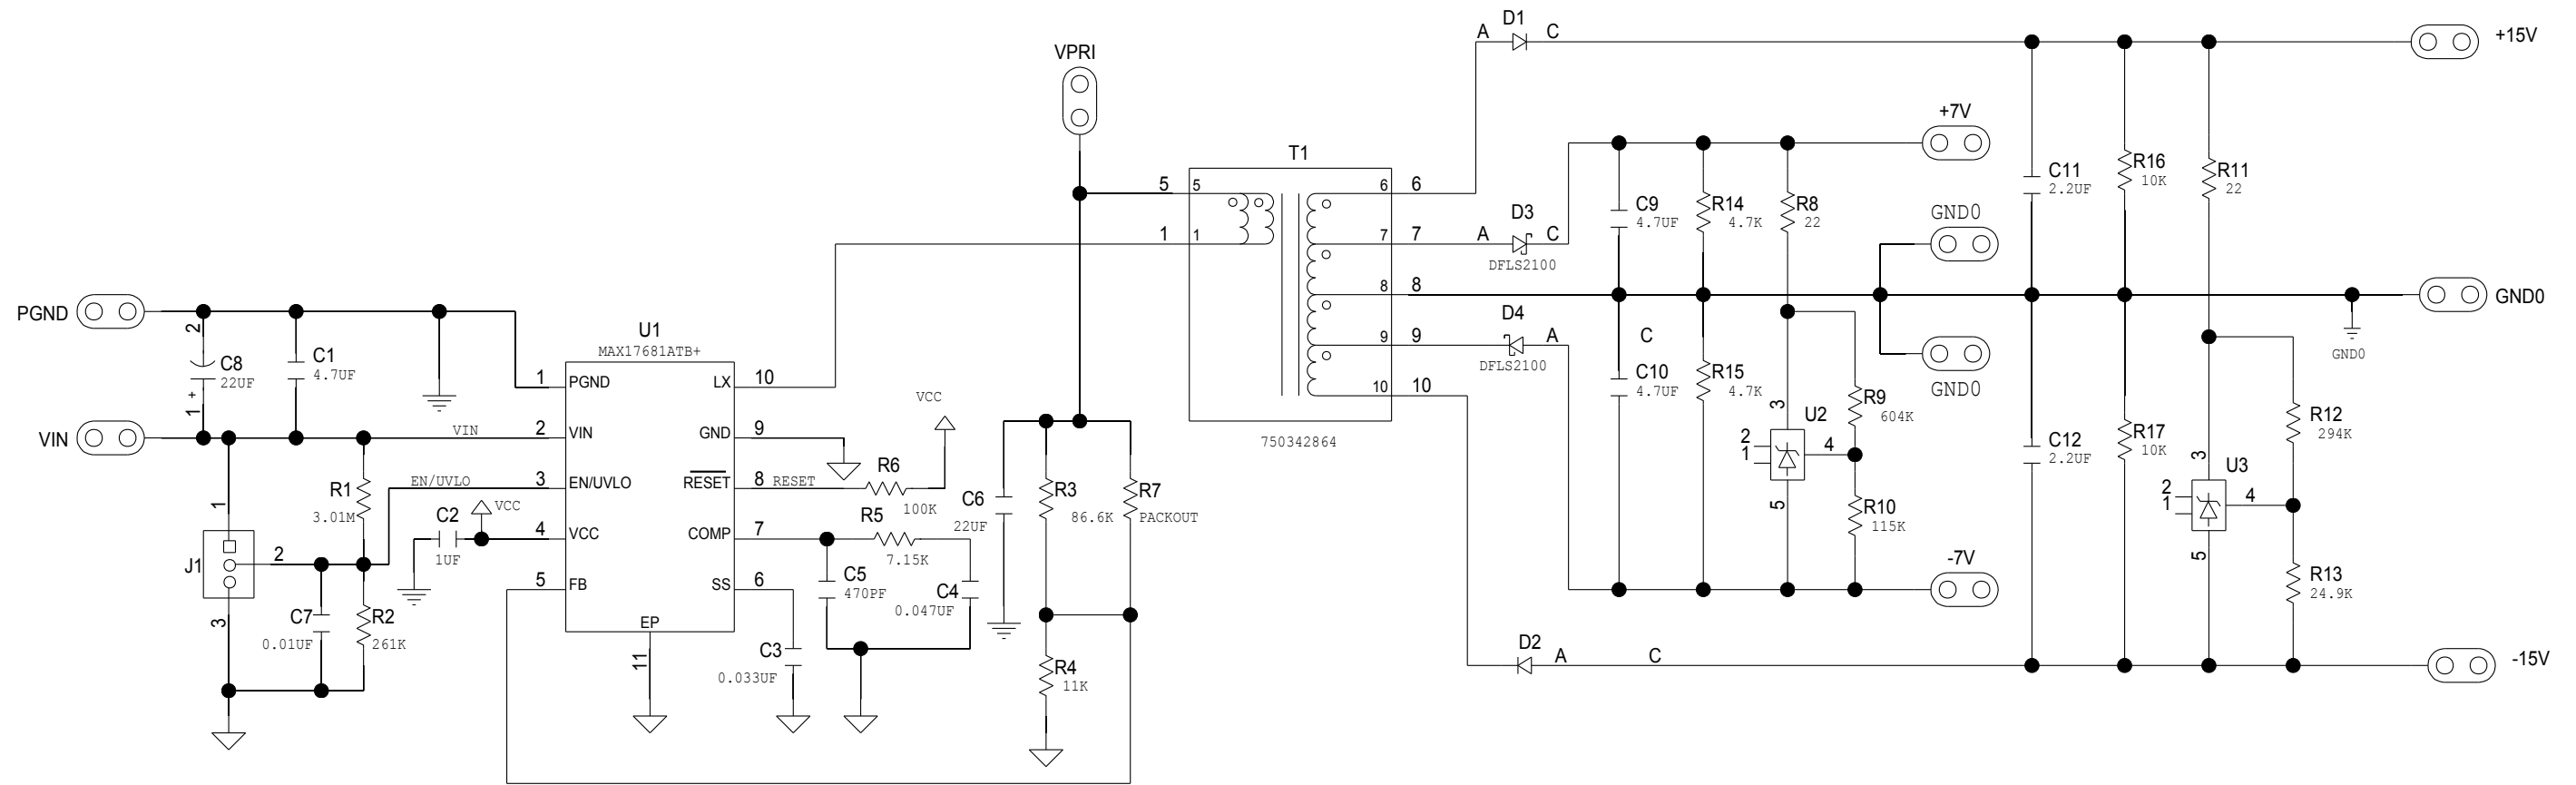 D1
A C
+15V
VPRI
+7V
T1
C11
2.2UF
R16
10K
R11
22
5 5
6 6
C9
4.7UF
R14
4.7K
R8
22
GND0
D3
1 1
7 7
A C
DFLS2100
8 8
GND0
PGND
2
C8
22UF
+
1
C1
4.7UF
U1
MAX17681ATB+
D4
9 9
A
C
DFLS2100
GND0
GND0
1 PGND
LX 10
10 10
C10
4.7UF
R15
4.7K
R9
604K
VCC
3
U2
2
1
4
5
R12
294K
VIN
VIN
2 VIN
GND 9
750342864
C12
2.2UF
R17
10K
3
U3
2
1
4
5
EN/UVLO
3 EN/UVLO
RESET 8 RESET
R6
100K
R1
3.01M
1
C6
22UF
R3
86.6K
R7
PACKOUT
R10
115K
C2
1UF
VCC
4 VCC
COMP 7
R5
7.15K
J1
2
3
5 FB
SS 6
C5
470PF
C4
0.047UF
-7V
R13
24.9K
C7
0.01UF
R2
261K
EP
11
C3
0.033UF
R4
11K
D2
A C
-15V